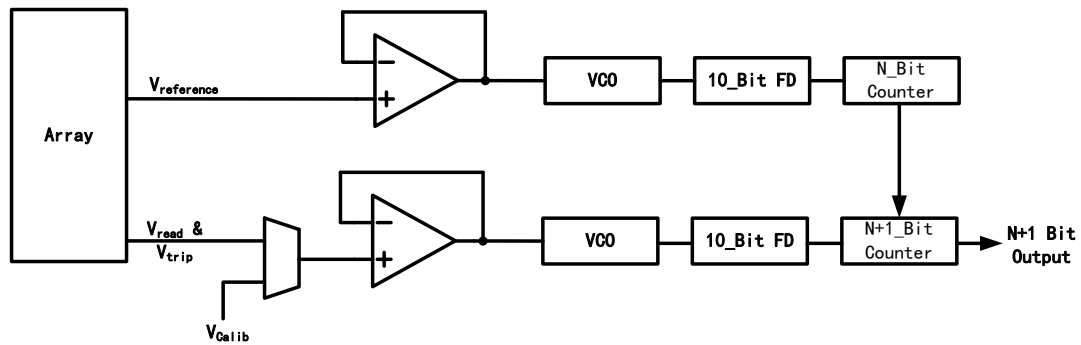 Array
Vreference
−
+
VCO
10_Bit FD
N_Bit
Counter
Vread &
Vtrip
VCalib
−
+
VCO
10_Bit FD
N+1_Bit
Counter
N+1 Bit
Output